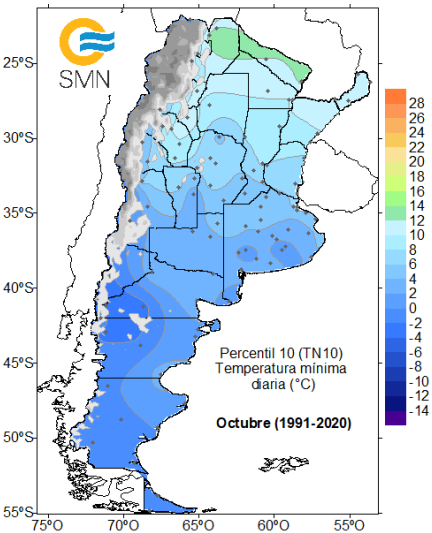 SMN
25°S
30°S
35°S
40°S
45°S
50°S
55°S
75°O 70°O 65°O 60°O 55°O
28
26
24
22
20
18
16
14
12
10
8
6
4
2
0
-2
-4
-6
-8
-10
-12
-14
Percentil 10 (TN10)
Temperatura mínima
diaria (°C)
Octubre (1991-2020)